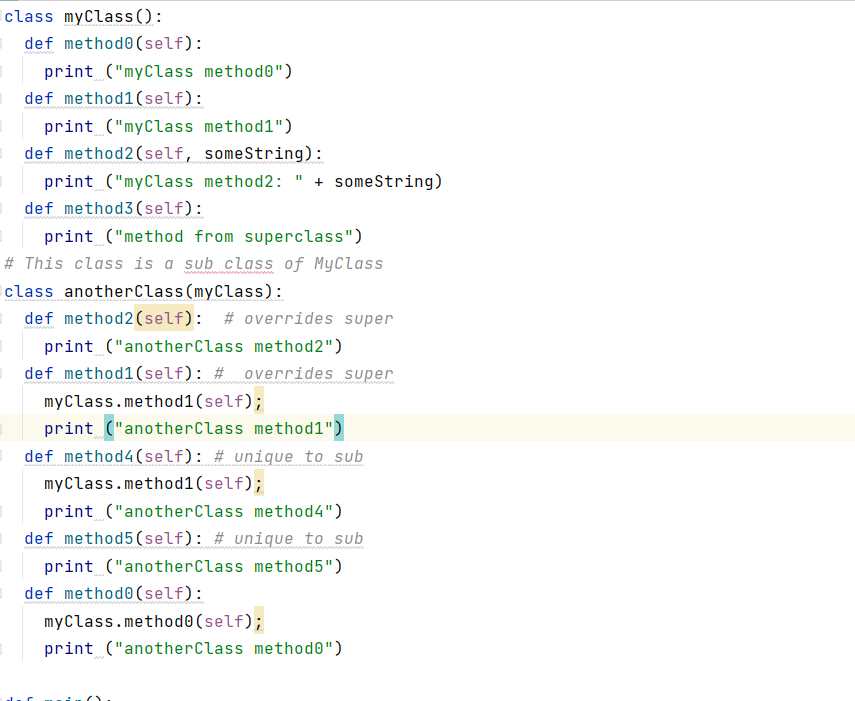 class myClass():
  def method0(self):
    print ("myClass method0")
  def method1(self):
    print ("myClass method1")
  def method2(self, someString):
    print ("myClass method2: " + someString)
  def method3(self):
    print ("method from superclass")
# This class is a sub class of MyClass
class anotherClass(myClass):
  def method2(self):  # overrides super
    print ("anotherClass method2")
  def method1(self): #  overrides super
    myClass.method1(self);
    print ("anotherClass method1")
  def method4(self): # unique to sub
    myClass.method1(self);
    print ("anotherClass method4")
  def method5(self): # unique to sub
    print ("anotherClass method5")
  def method0(self):
    myClass.method0(self);
    print ("anotherClass method0")
def main():